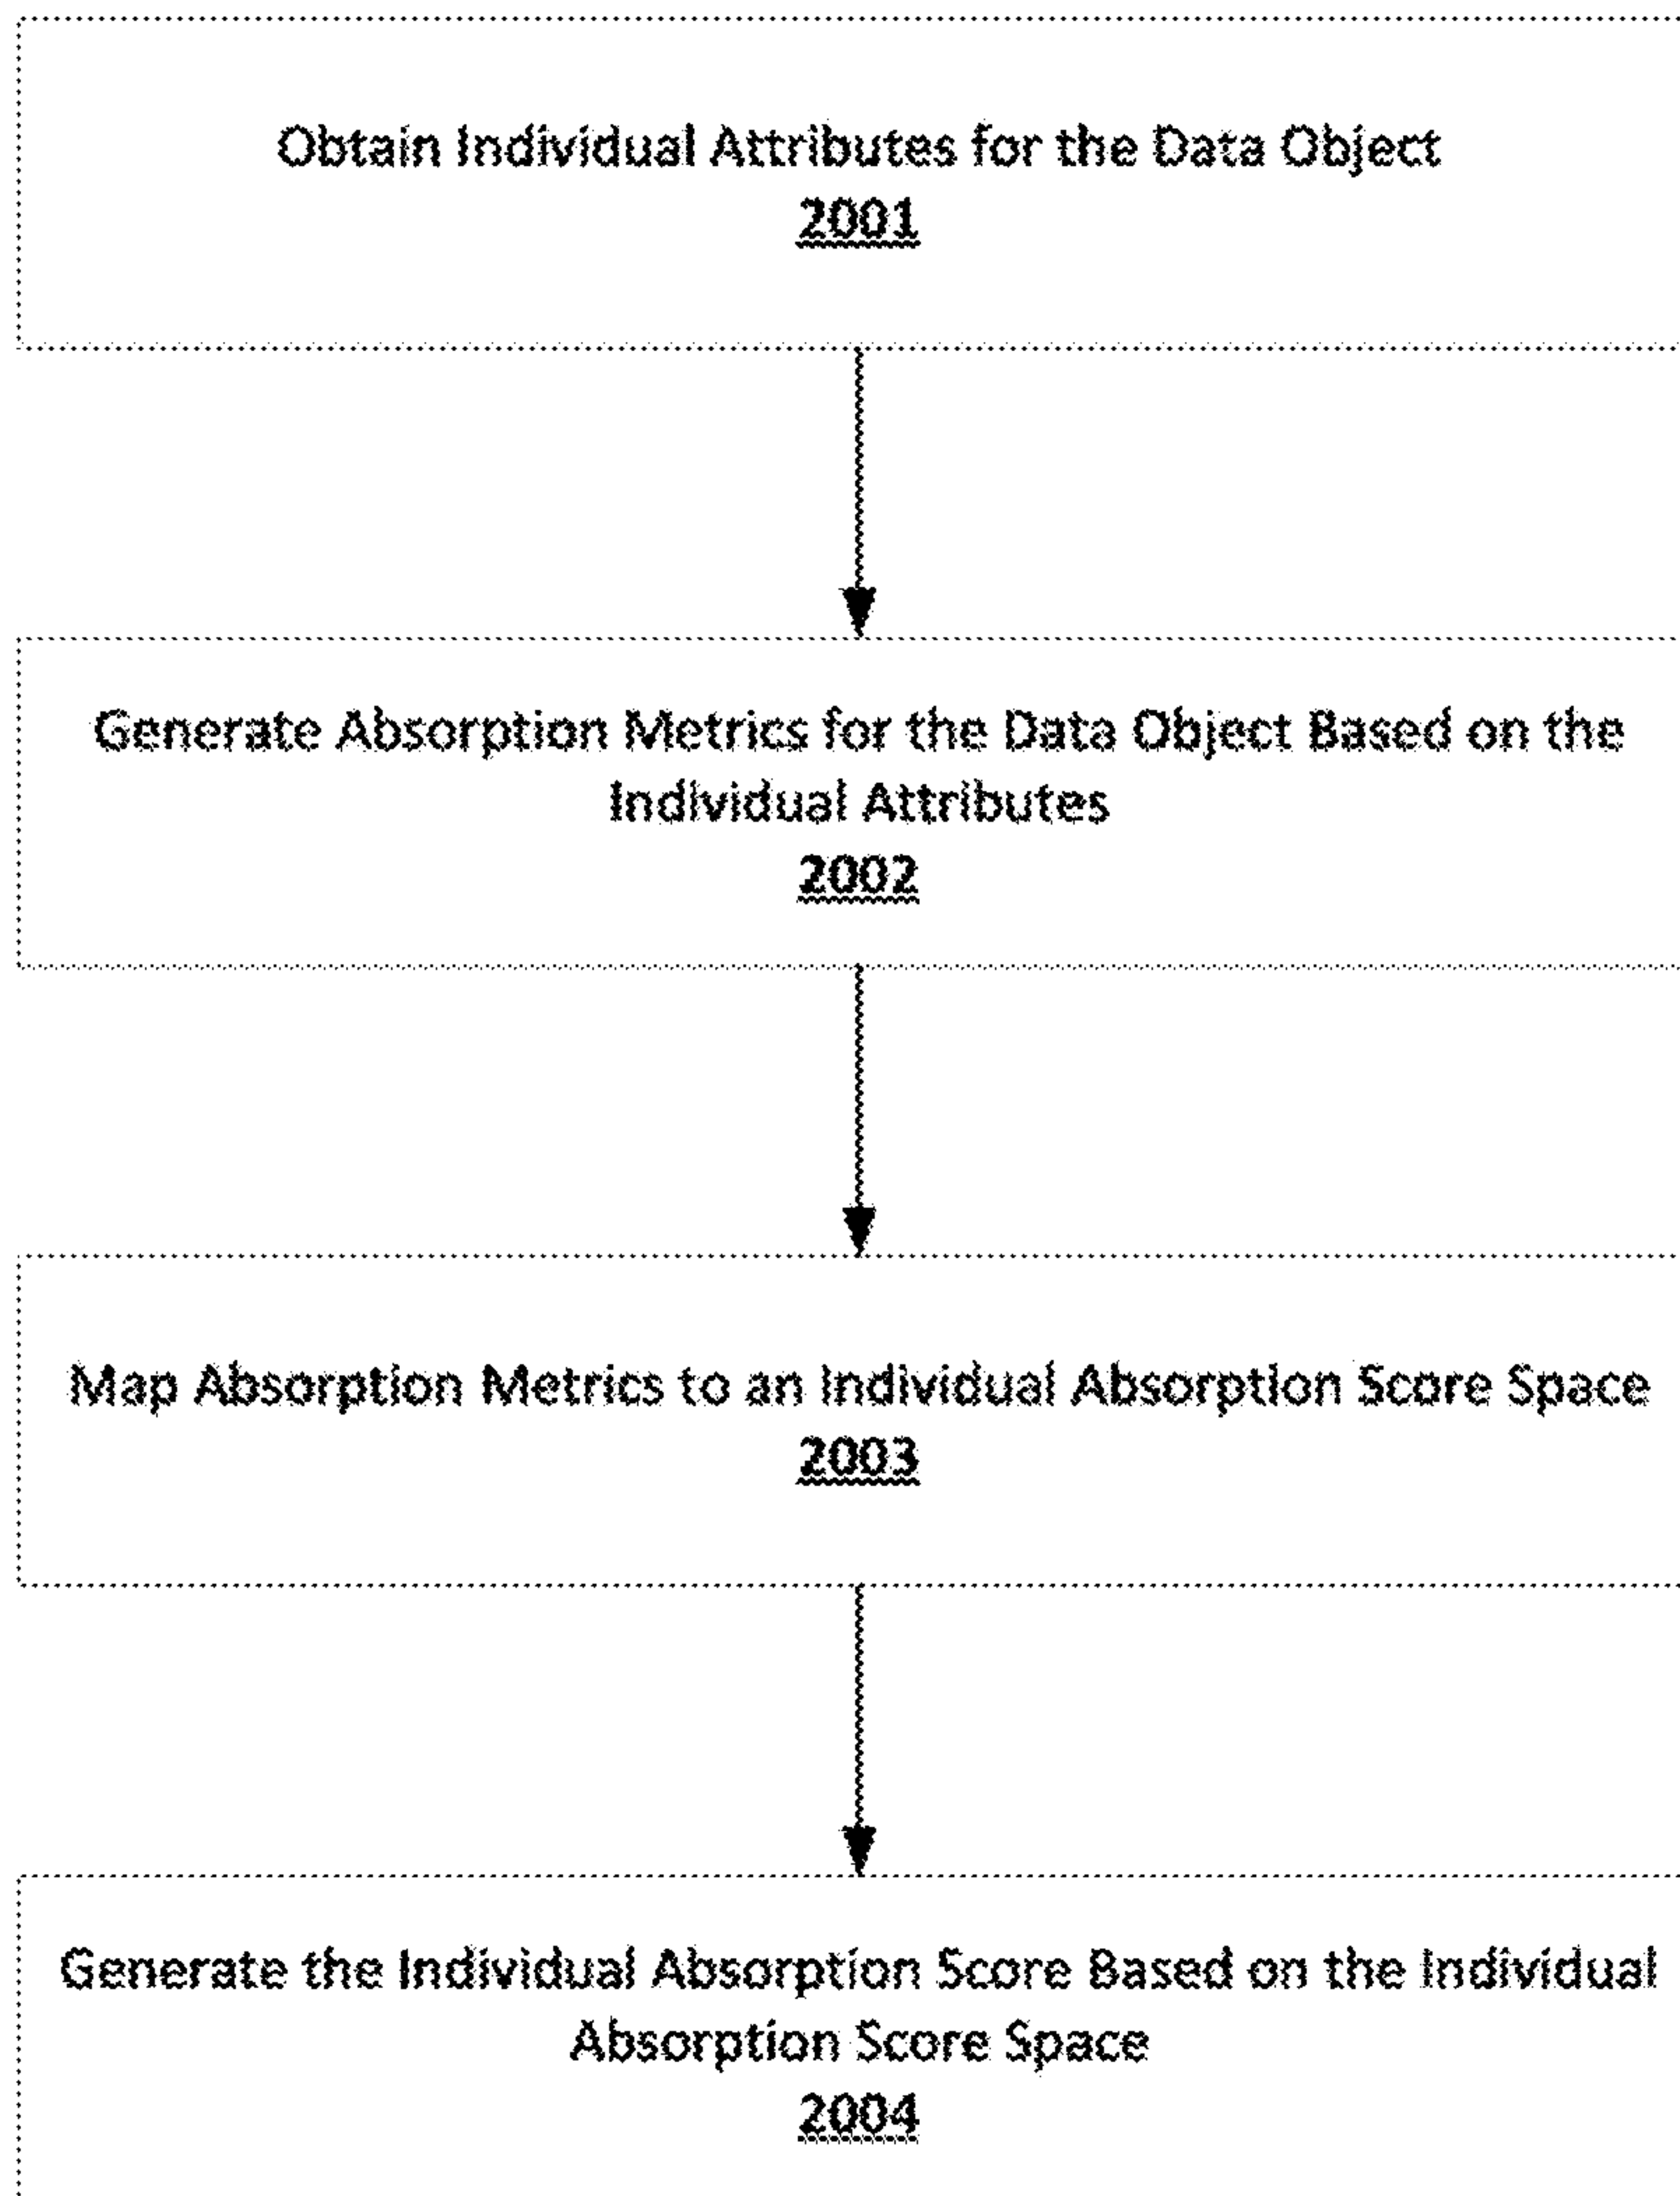 Obtain Individual Attributes for the Data Object
2001
Generate Absorption Metrics for the Data Object Based on the
Individual Attributes
2002
Map Absorption Metrics to an Individual Absorption Score Space
2003
Generate the Individual Absorption Score Based on the Individual
Absorption Score Space
2004